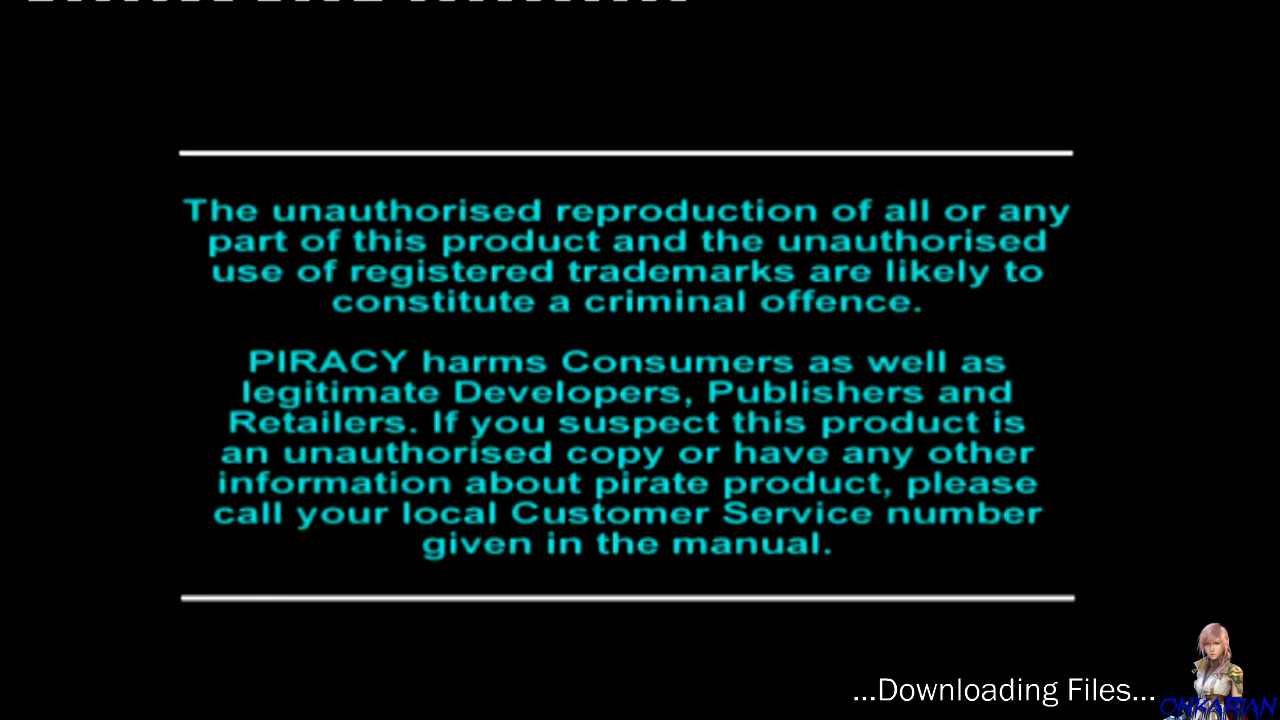 The unauthorised reproduction of all or any
part of this product and the unauthorised
use of registered trademarks are likely to
constitute a criminal offence.
PIRACY harms Consumers as well as
legitimate Developers, Publishers and
Retailers. If you suspect this product is
an unauthorised copy or have any other
information about pirate product, please
call your local Customer Service number
given in the manual.
...Downloading Files...
ONKARIAN